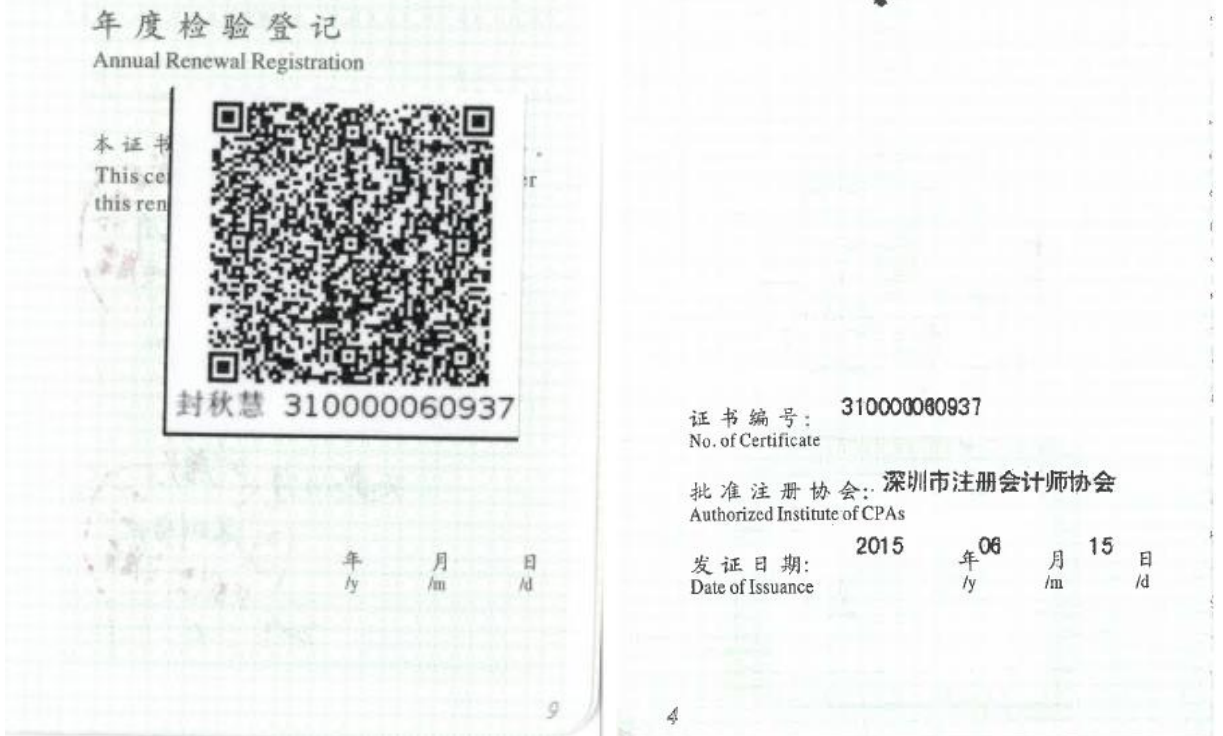 年度检验登记
Annual Renewal Registration
本证书
This ce
er
this ren
封秋慧 310000060937
年 月 日
/y /m /d
9
证书编号: 310000060937
No. of Certificate
批准注册协会: 深圳市注册会计师协会
Authorized Institute of CPAs
发证日期: 2015 年 06 月 15 日
Date of Issuance /y /m /d
4